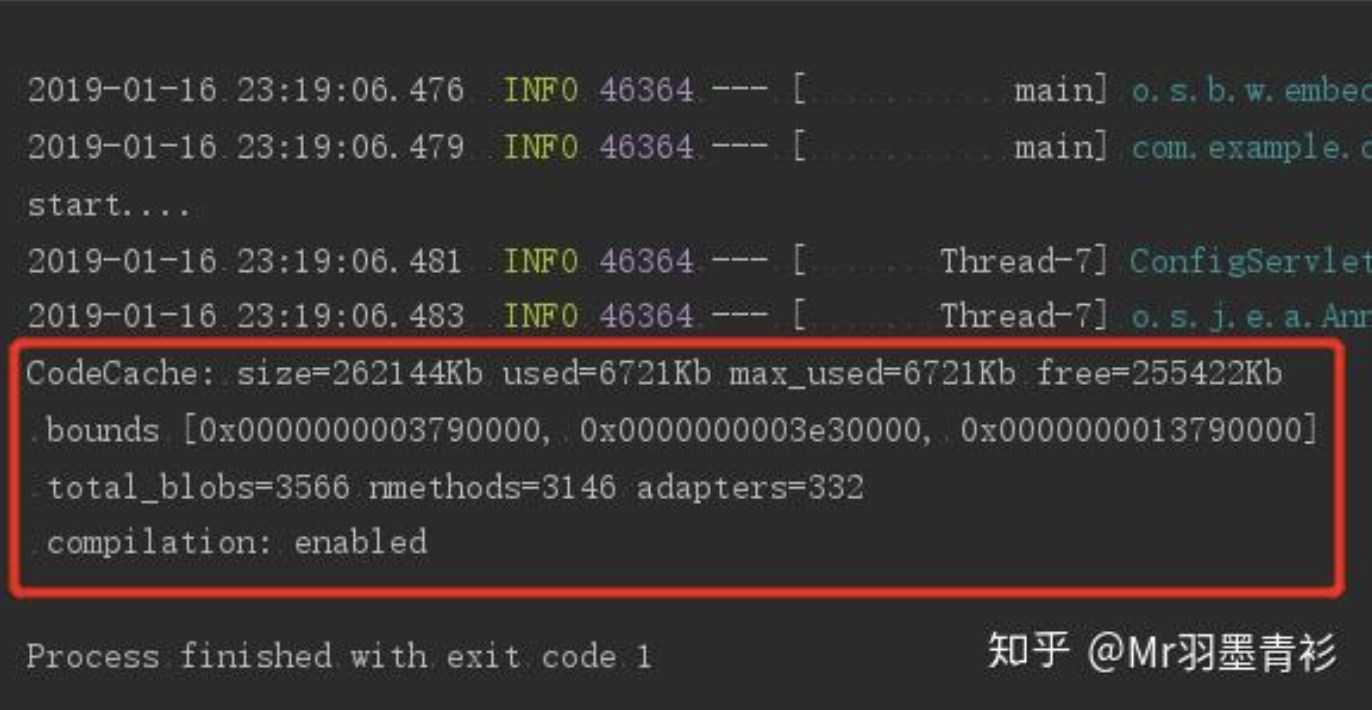 2019-01-16 23:19:06.476  INFO 46364 --- [           main] o.s.b.w.embed
2019-01-16 23:19:06.479  INFO 46364 --- [           main] com.example.
start....
2019-01-16 23:19:06.481  INFO 46364 --- [       Thread-7] ConfigServlet
2019-01-16 23:19:06.483  INFO 46364 --- [       Thread-7] o.s.j.e.a.Ann
CodeCache: size=262144Kb used=6721Kb max_used=6721Kb free=255422Kb
 bounds [0x0000000003790000, 0x0000000003e30000, 0x0000000013790000]
 total_blobs=3566 nmethods=3146 adapters=332
 compilation: enabled
Process finished with exit code 1
知乎 @Mr羽墨青衫